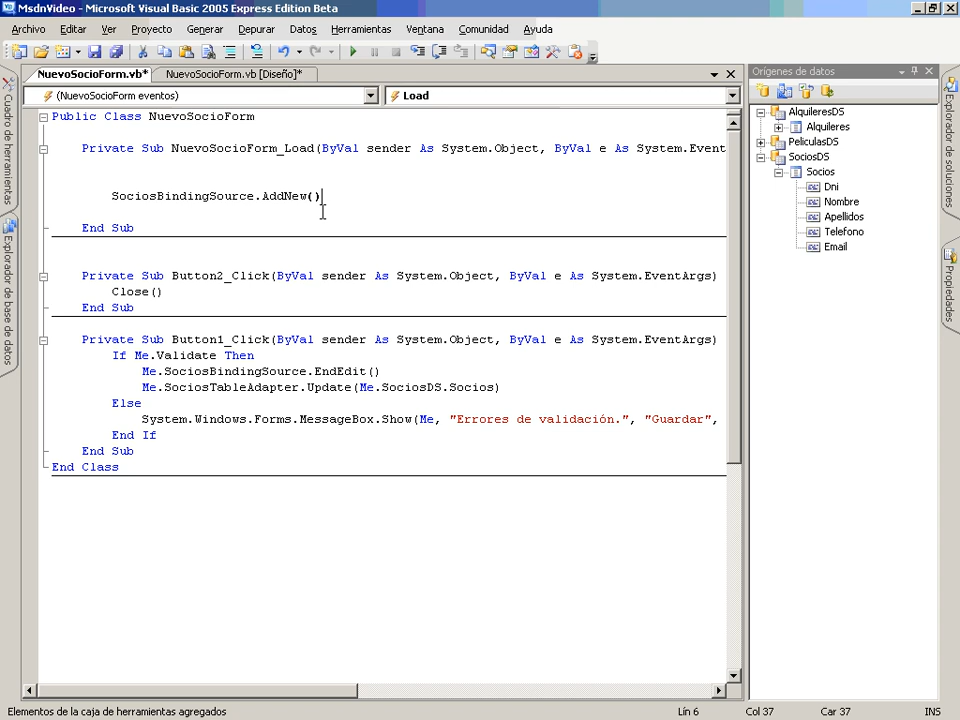 MsdnVideo - Microsoft Visual Basic 2005 Express Edition Beta
Archivo Editar Ver Proyecto Generar Depurar Datos Herramientas Ventana Comunidad Ayuda
NuevoSocioForm.vb* NuevoSocioForm.vb [Diseño]*
(NuevoSocioForm eventos) Load
Public Class NuevoSocioForm
Private Sub NuevoSocioForm_Load(ByVal sender As System.Object, ByVal e As System.Event
SociosBindingSource.AddNew()
End Sub
Private Sub Button2_Click(ByVal sender As System.Object, ByVal e As System.EventArgs)
Close()
End Sub
Private Sub Button1_Click(ByVal sender As System.Object, ByVal e As System.EventArgs)
If Me.Validate Then
Me.SociosBindingSource.EndEdit()
Me.SociosTableAdapter.Update(Me.SociosDS.Socios)
Else
System.Windows.Forms.MessageBox.Show(Me, "Errores de validación.", "Guardar",
End If
End Sub
End Class
Cuadro de herramientas
Explorador de base de datos
Orígenes de datos
AlquileresDS
Alquileres
PeliculasDS
SociosDS
Socios
Dni
Nombre
Apellidos
Telefono
Email
Explorador de soluciones
Propiedades
Elementos de la caja de herramientas agregados Lín 6 Col 37 Car 37 INS